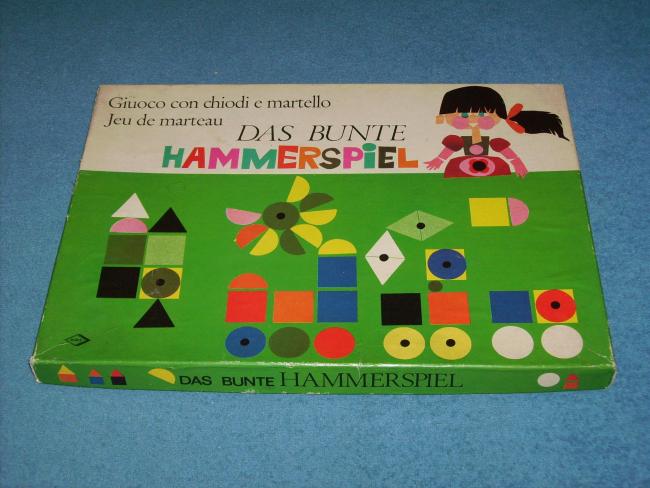 Giuoco con chiodi e martello
Jeu de marteau
DAS BUNTE
HAMMERSPiEL
DAS BUNTE HAMMERSPIEL